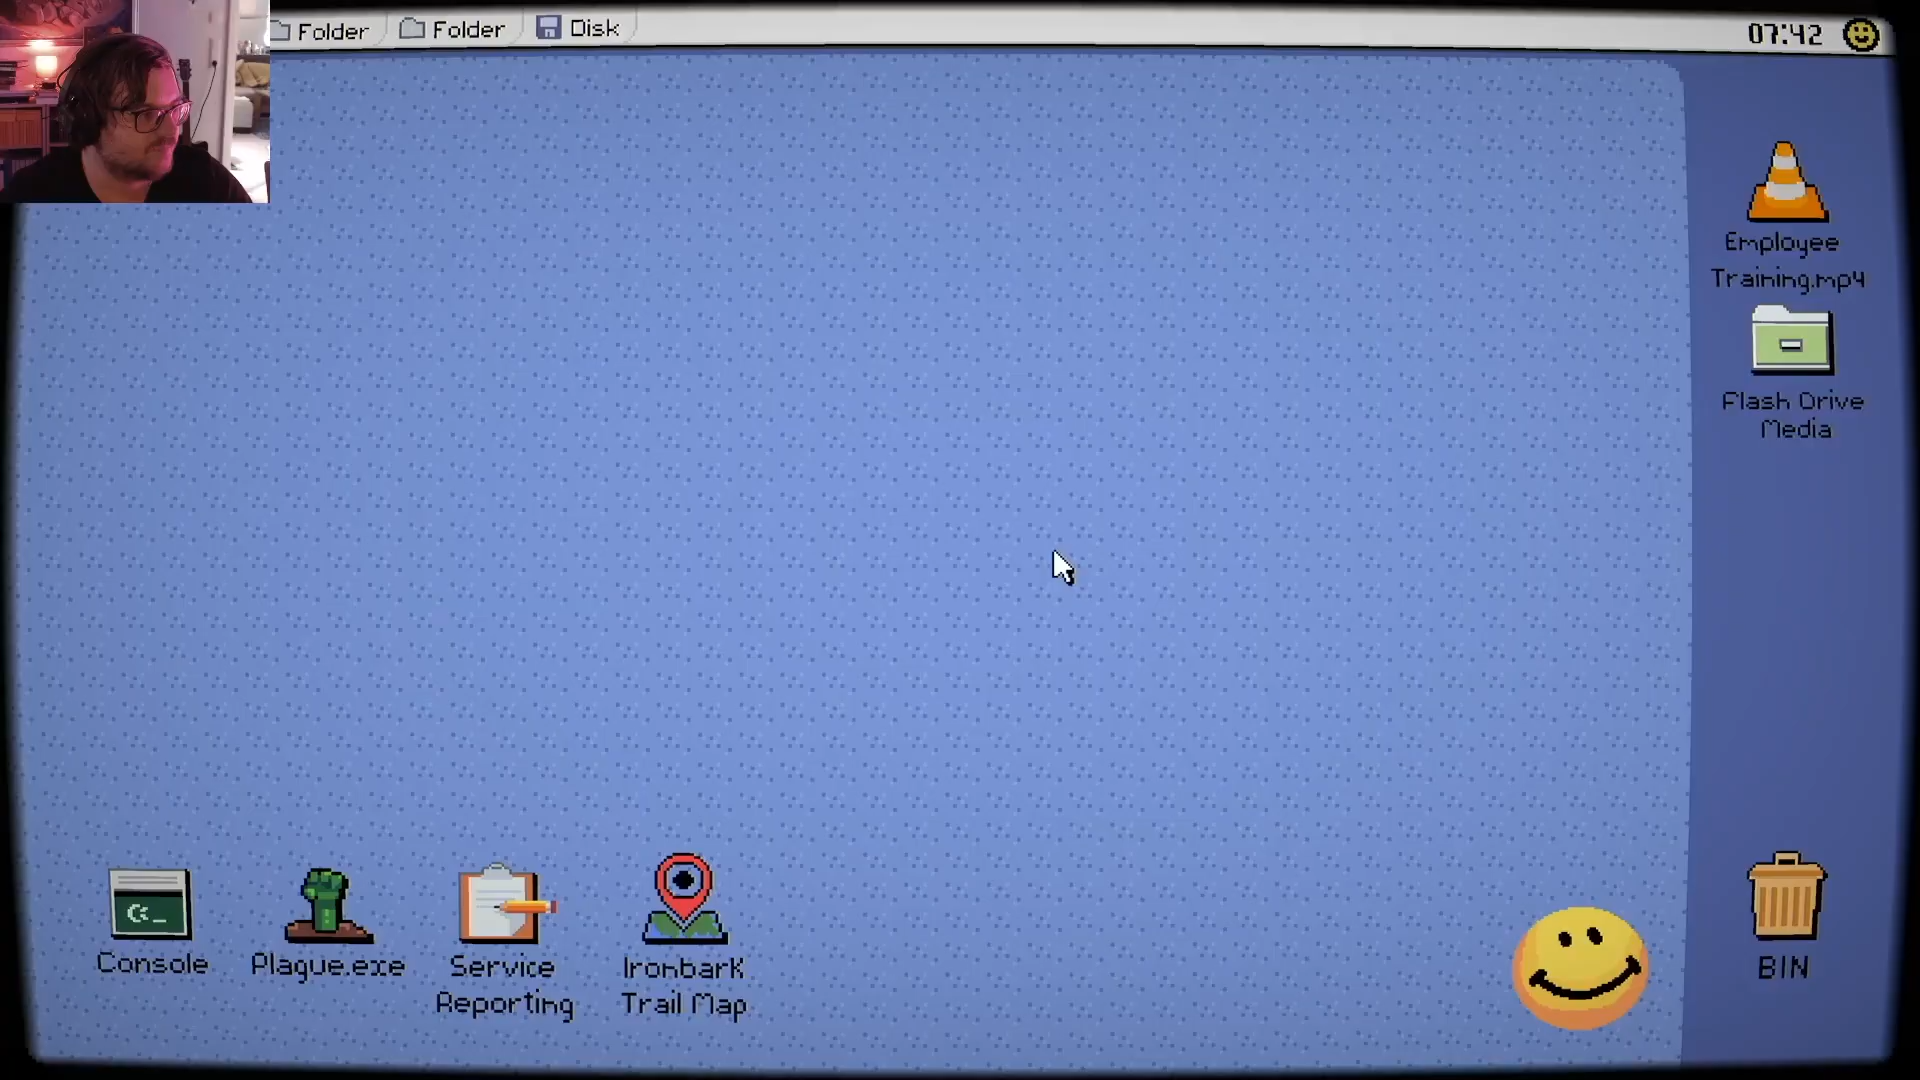 Folder
Folder
Disk
07:42
Employee
Training.mp4
Flash Drive
Media
Console
Plague.exe
Service
Reporting
Ironbark
Trail Map
BIN